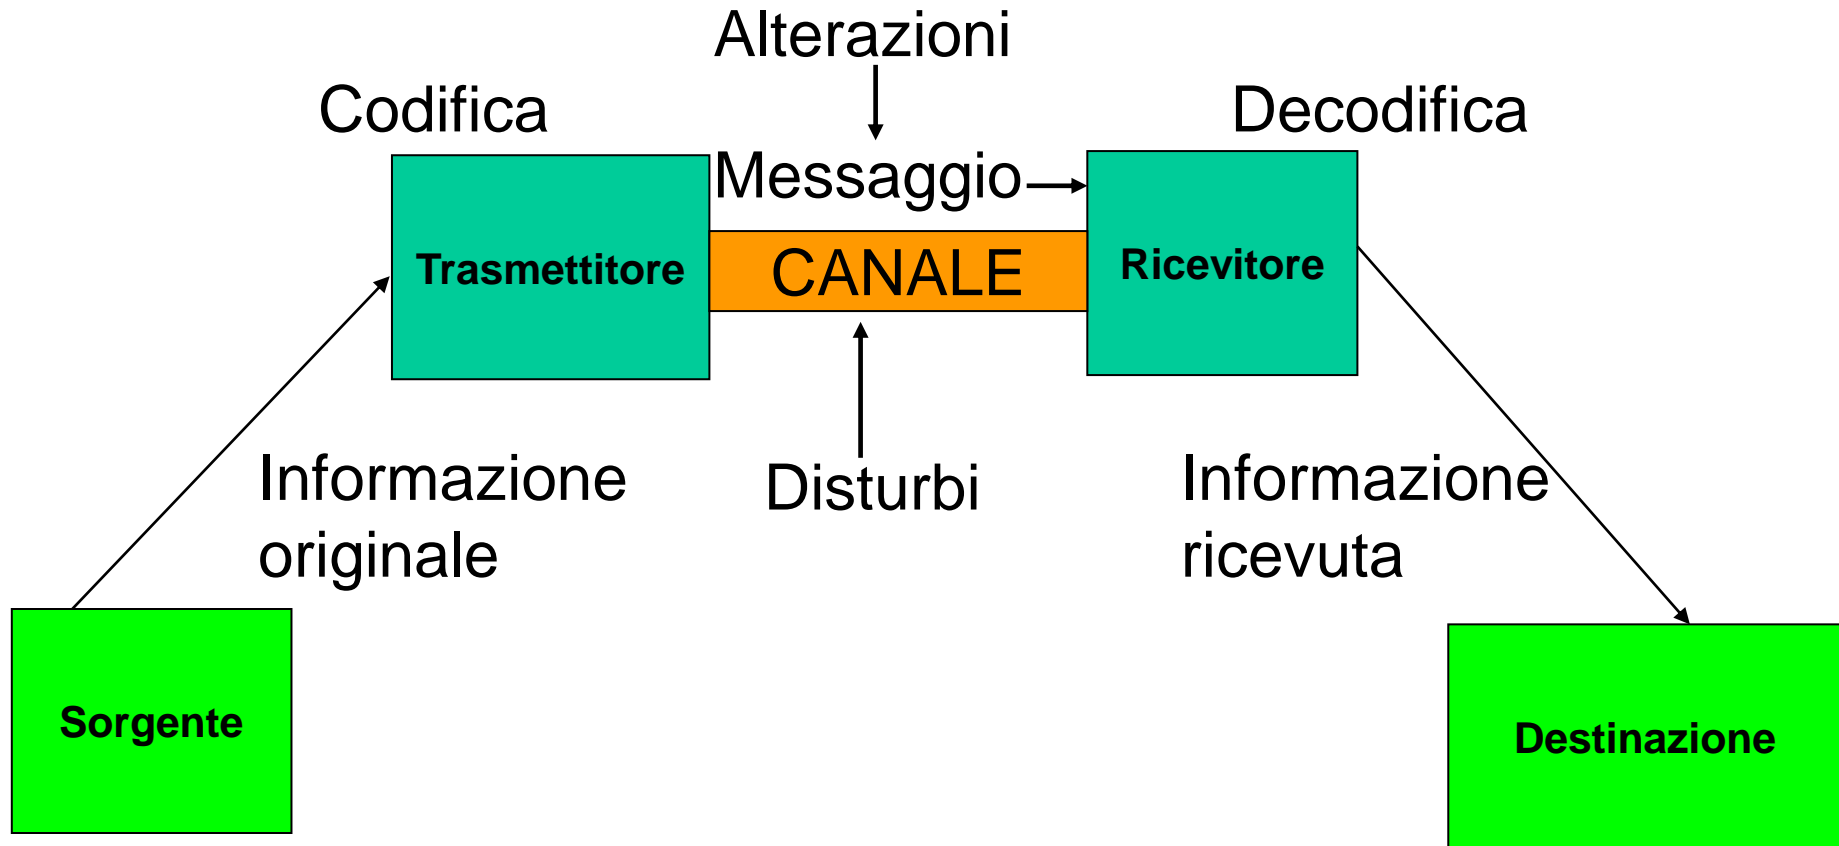 Alterazioni
Codifica
Decodifica
Messaggio
Trasmettitore
CANALE
Ricevitore
Informazione
originale
Disturbi
Informazione
ricevuta
Sorgente
Destinazione